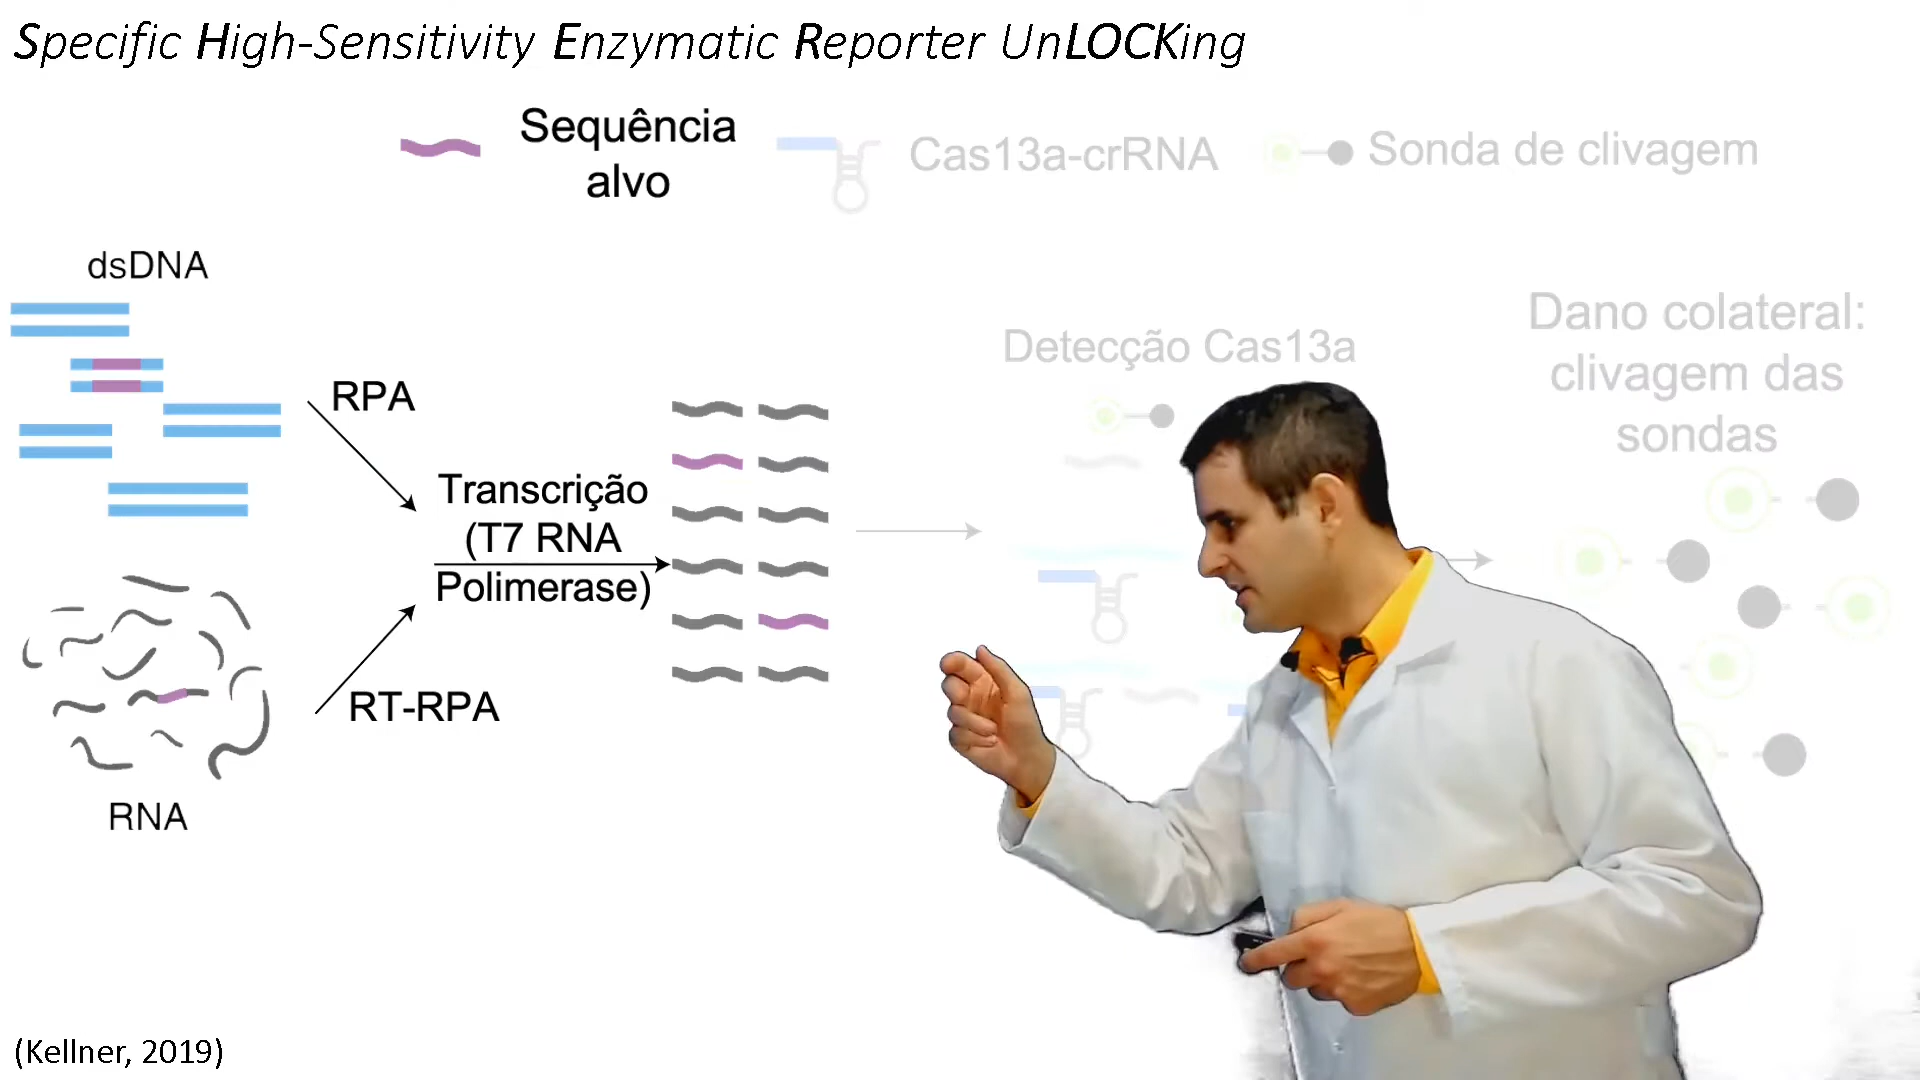 Specific High-Sensitivity Enzymatic Reporter UnLOCKing
Sequência
alvo
Cas13a-crRNA
Sonda de clivagem
dsDNA
RPA
Transcrição
(T7 RNA
Polimerase)
RT-RPA
RNA
Detecção Cas13a
Dano colateral:
clivagem das
sondas
(Kellner, 2019)